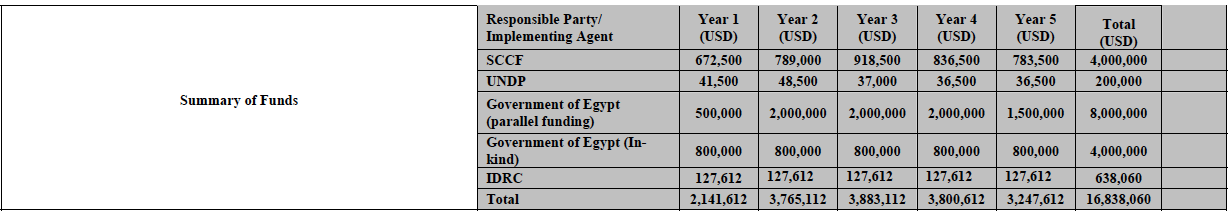 Summary of Funds
Responsible Party/ Implementing Agent Year 1 (USD) Year 2 (USD) Year 3 (USD) Year 4 (USD) Year 5 (USD) Total (USD)
SCCF 672,500 789,000 918,500 836,500 783,500 4,000,000
UNDP 41,500 48,500 37,000 36,500 36,500 200,000
Government of Egypt (parallel funding) 500,000 2,000,000 2,000,000 2,000,000 1,500,000 8,000,000
Government of Egypt (In-kind) 800,000 800,000 800,000 800,000 800,000 4,000,000
IDRC 127,612 127,612 127,612 127,612 127,612 638,060
Total 2,141,612 3,765,112 3,883,112 3,800,612 3,247,612 16,838,060